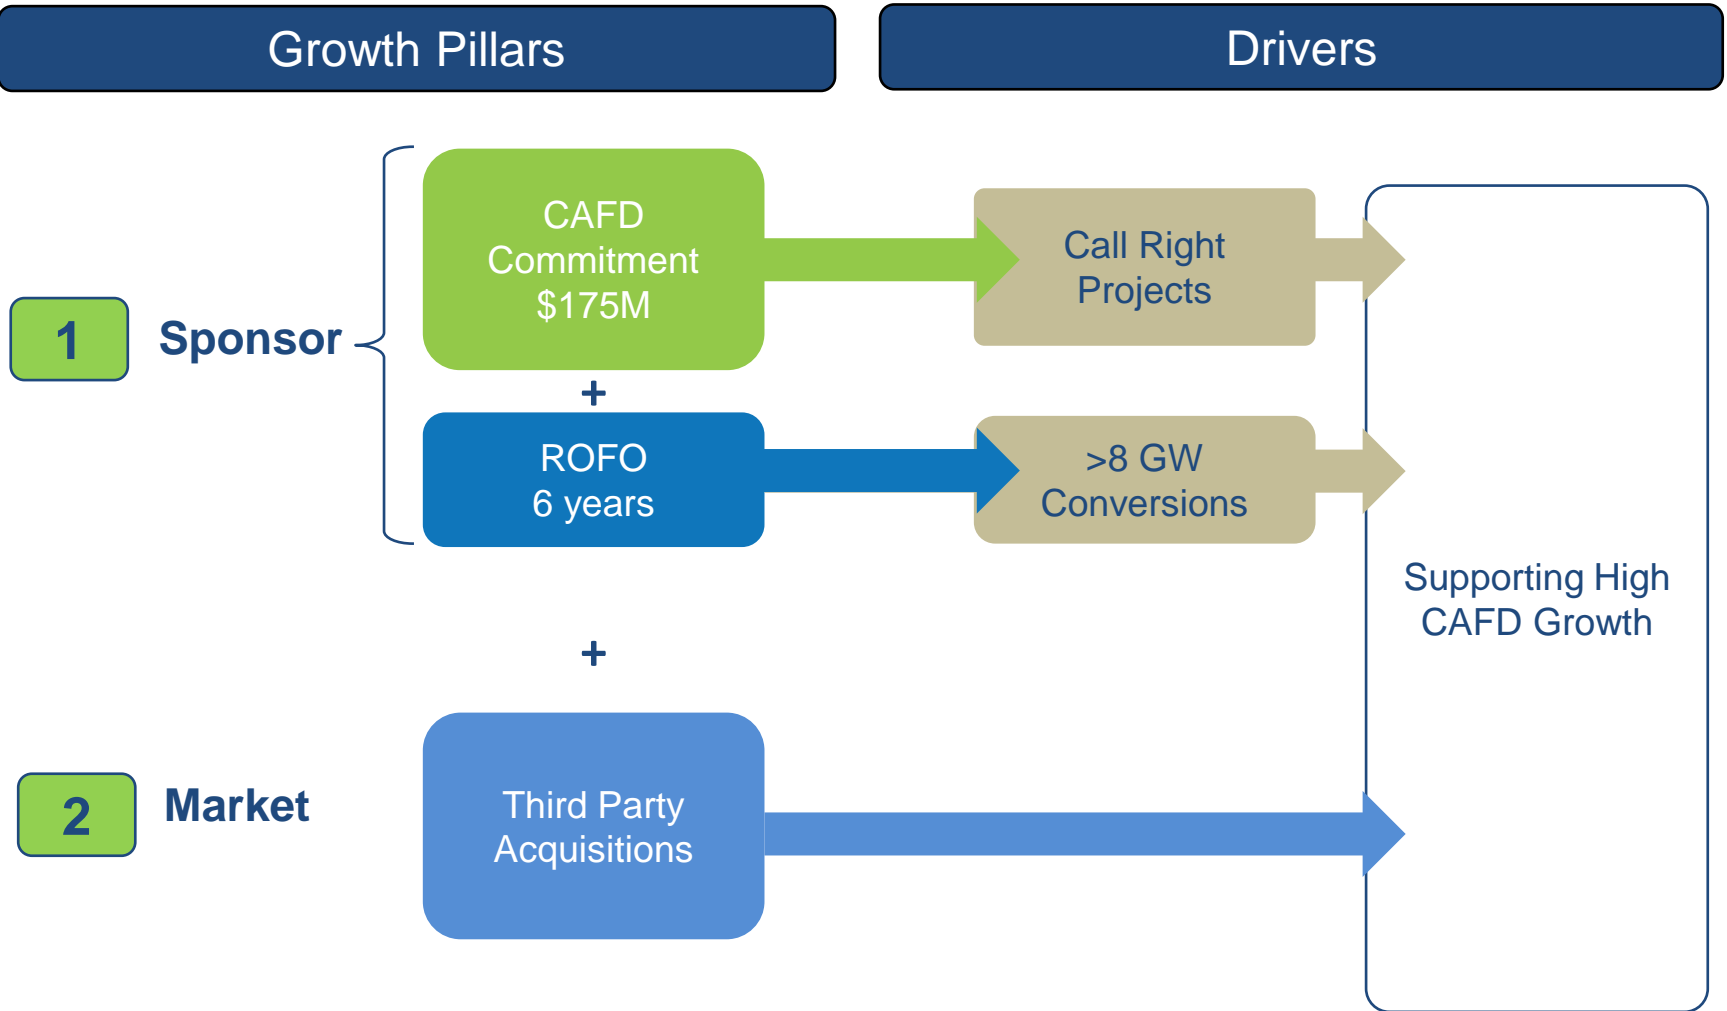 Growth Pillars
Drivers
1
Sponsor
CAFD
Commitment
$175M
Call Right
Projects
+
ROFO
6 years
>8 GW
Conversions
Supporting High
CAFD Growth
+
2
Market
Third Party
Acquisitions